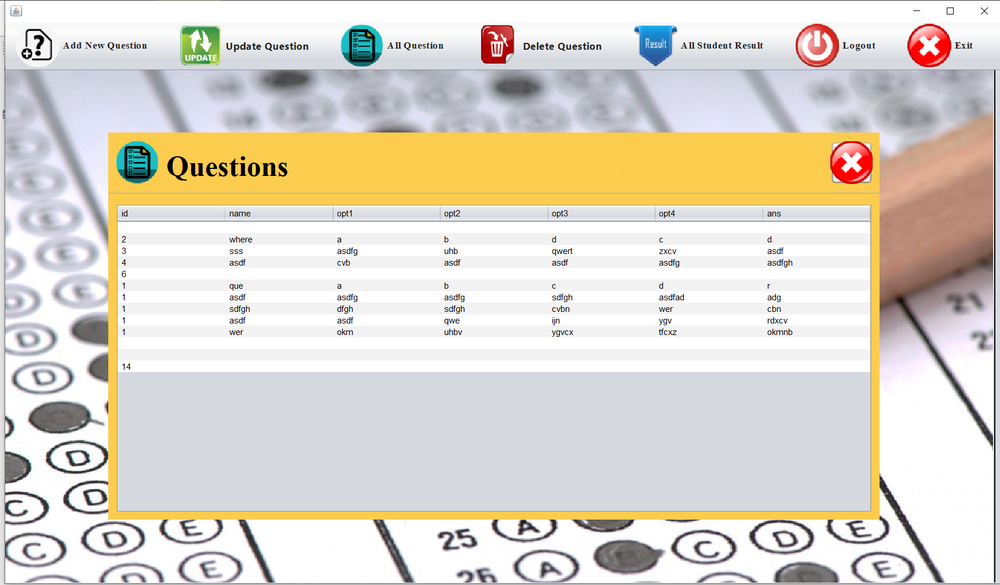 Add New Question
UPDATE
Update Question
All Question
Delete Question
Result
All Student Result
Logout
Exit
Questions
id name opt1 opt2 opt3 opt4 ans
2 where a b d c d
3 sss asdfg uhb qwert zxcv asdf
4 asdf cvb asdf asdf asdfg asdfgh
6
1 que a b c d r
1 asdf asdfg asdfg sdfgh asdfad adg
1 sdfgh dfgh sdfgh cvbn wer cbn
1 asdf asdf qwe ijn ygv rdxcv
1 wer okm uhbv ygvcx tfcxz okmnb
14
21
D
D
D
C D
C D E
25 A C D E
D E
26 A E